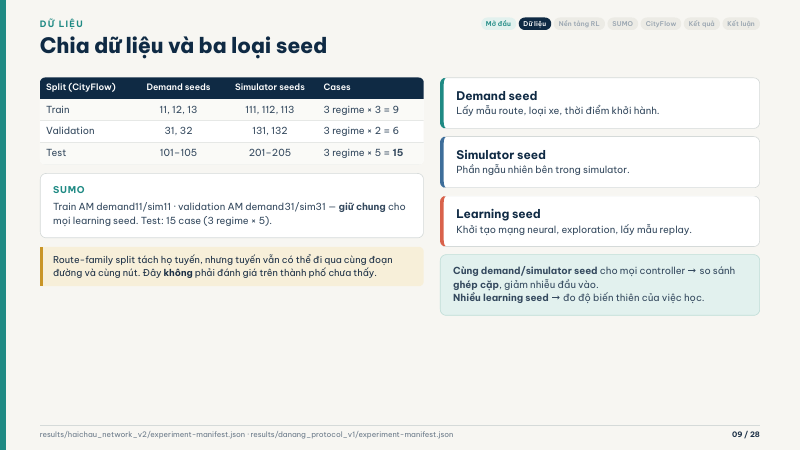 DỮ LIỆU
Mở đầu Dữ liệu Nền tảng RL SUMO CityFlow Kết quả Kết luận
Chia dữ liệu và ba loại seed
Split (CityFlow) Demand seeds Simulator seeds Cases
Train 11, 12, 13 111, 112, 113 3 regime × 3 = 9
Validation 31, 32 131, 132 3 regime × 2 = 6
Test 101–105 201–205 3 regime × 5 = 15
SUMO
Train AM demand11/sim11 · validation AM demand31/sim31 — giữ chung cho
mọi learning seed. Test: 15 case (3 regime × 5).
Route-family split tách họ tuyến, nhưng tuyến vẫn có thể đi qua cùng đoạn
đường và cùng nút. Đây không phải đánh giá trên thành phố chưa thấy.
Demand seed
Lấy mẫu route, loại xe, thời điểm khởi hành.
Simulator seed
Phần ngẫu nhiên bên trong simulator.
Learning seed
Khởi tạo mạng neural, exploration, lấy mẫu replay.
Cùng demand/simulator seed cho mọi controller → so sánh
ghép cặp, giảm nhiễu đầu vào.
Nhiều learning seed → đo độ biến thiên của việc học.
results/haichau_network_v2/experiment-manifest.json · results/danang_protocol_v1/experiment-manifest.json
09 / 28